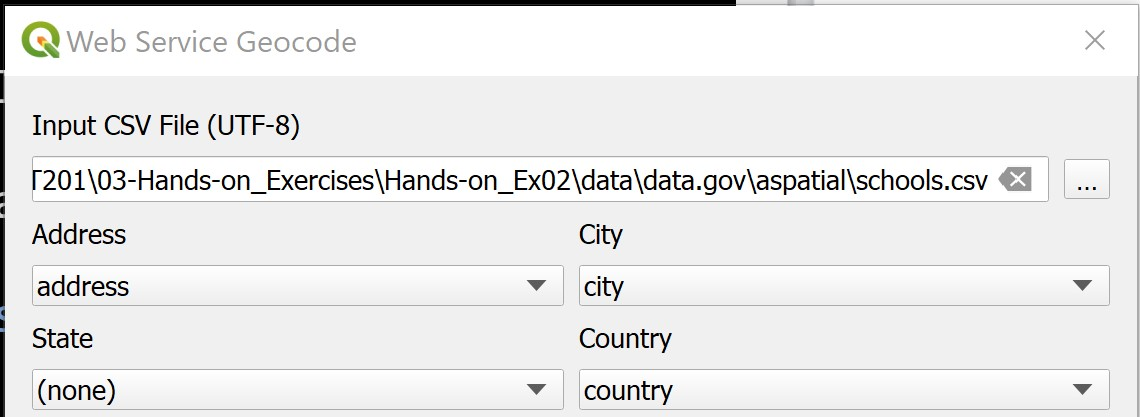 Web Service Geocode
Input CSV File (UTF-8)
T201\03-Hands-on_Exercises\Hands-on_Ex02\data\data.gov\aspatial\schools.csv
...
Address City
address city
State Country
(none) country